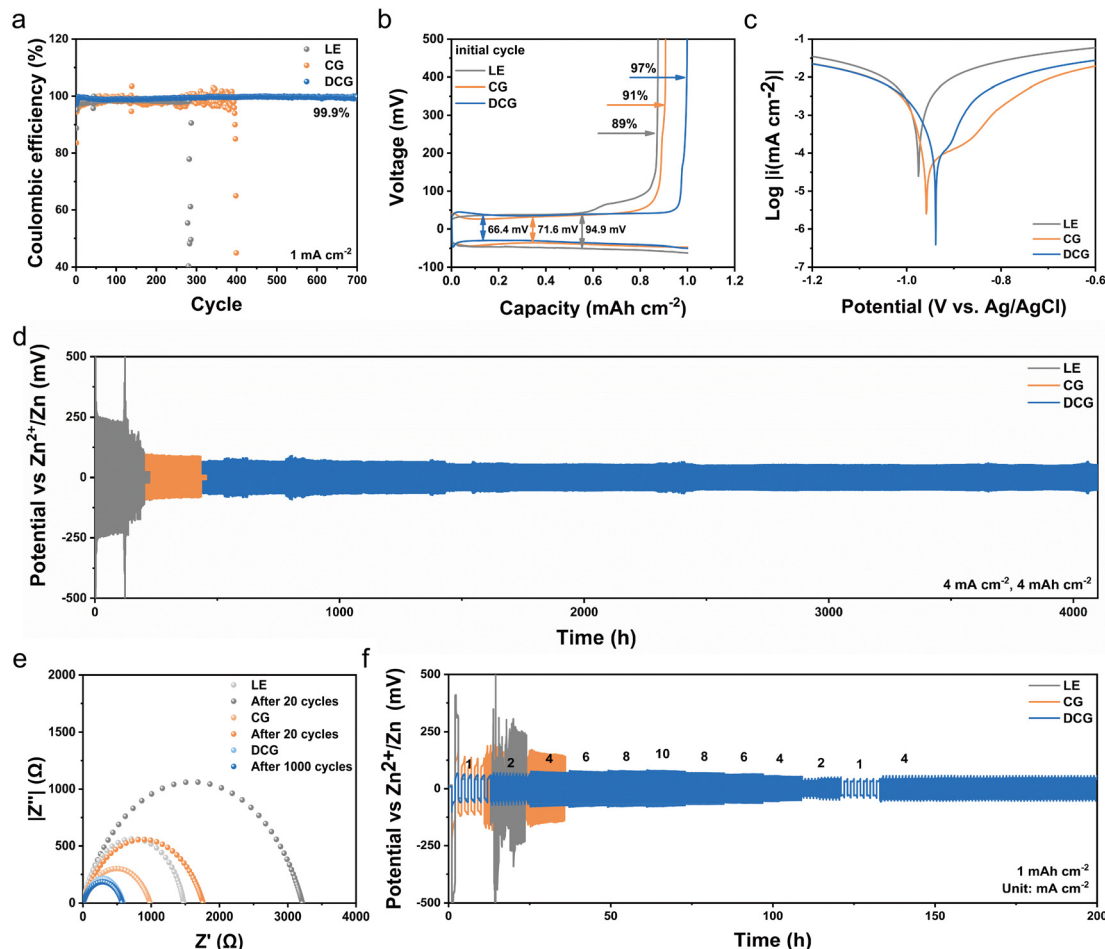 a
Coulombic efficiency (%)
120
100
80
60
40
LE
CG
DCG
99.9%
1 mA cm-2
0 100 200 300 400 500 600 700
Cycle
b
Voltage (mV)
500
400
300
200
100
0
-100
initial cycle
LE
CG
DCG
97%
91%
89%
66.4 mV 71.6 mV 94.9 mV
0.0 0.2 0.4 0.6 0.8 1.0 1.2
Capacity (mAh cm-2)
c
Log |i(mA cm-2)|
-1
-2
-3
-4
-5
-6
-7
LE
CG
DCG
-1.2 -1.0 -0.8 -0.6
Potential (V vs. Ag/AgCl)
d
Potential vs Zn2+/Zn (mV)
500
250
0
-250
-500
LE
CG
DCG
4 mA cm-2, 4 mAh cm-2
0 1000 2000 3000 4000
Time (h)
e
|Z''| (Ω)
2000
1500
1000
500
0
LE
After 20 cycles
CG
After 20 cycles
DCG
After 1000 cycles
0 1000 2000 3000 4000
Z' (Ω)
f
Potential vs Zn2+/Zn (mV)
500
250
0
-250
-500
LE
CG
DCG
1 2 4 6 8 10 8 6 4 2 1 4
1 mAh cm-2
Unit: mA cm-2
0 50 100 150 200
Time (h)